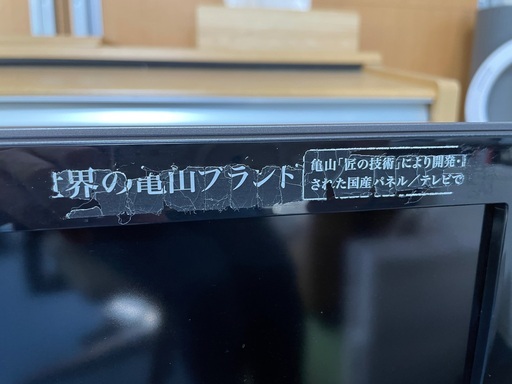 界の亀山ブランド
亀山「匠の技術」により開発・
された国産パネル/テレビで